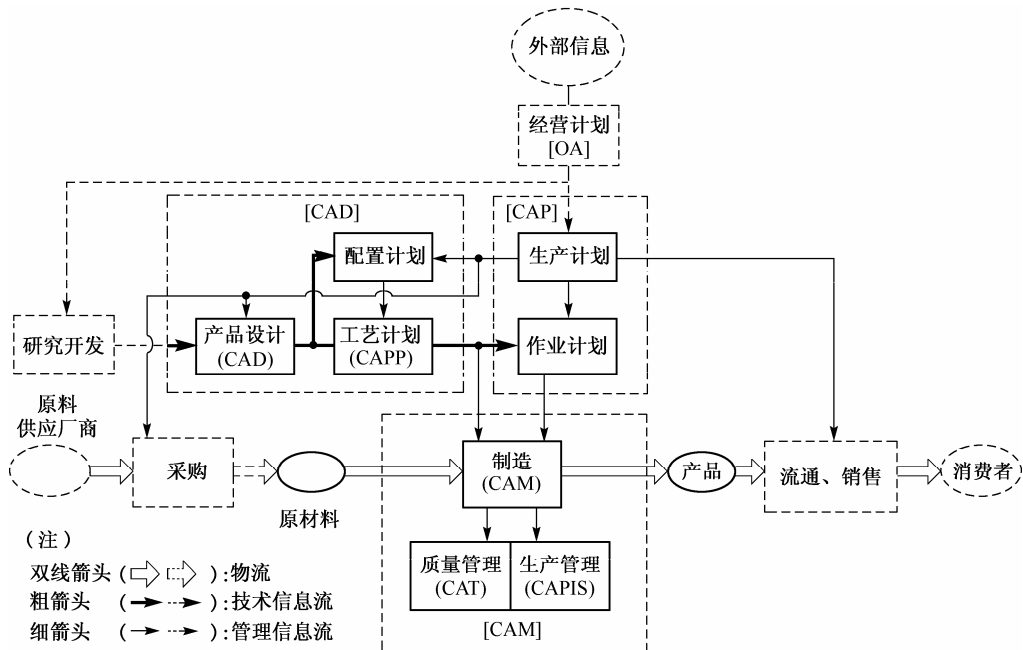 外部信息
经营计划
[OA]
[CAD]
[CAP]
配置计划
生产计划
研究开发
产品设计
(CAD)
工艺计划
(CAPP)
作业计划
原料
供应厂商
采购
原材料
制造
(CAM)
产品
流通、销售
消费者
质量管理
(CAT)
生产管理
(CAPIS)
[CAM]
（注）
双线箭头 ( ):物流
粗箭头 ( ):技术信息流
细箭头 ( ):管理信息流